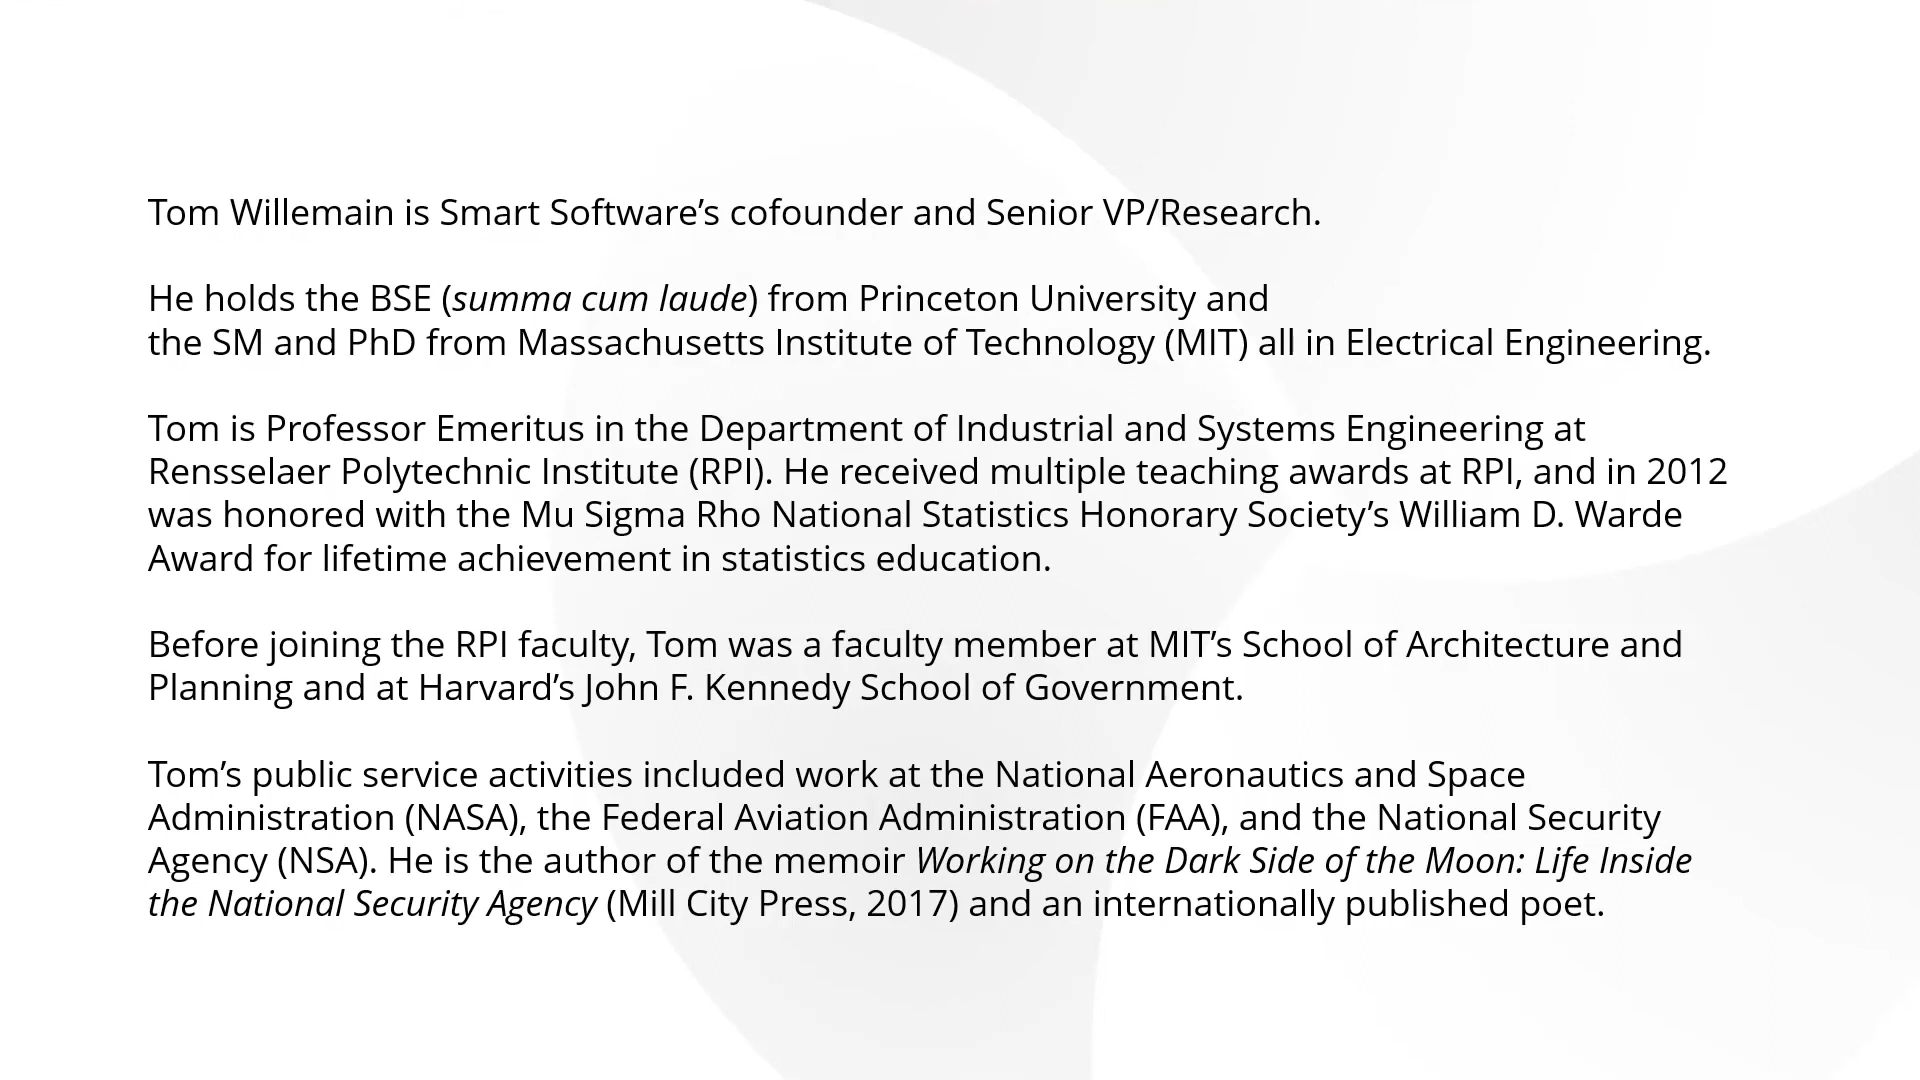 Tom Willemain is Smart Software’s cofounder and Senior VP/Research.
He holds the BSE (summa cum laude) from Princeton University and
the SM and PhD from Massachusetts Institute of Technology (MIT) all in Electrical Engineering.
Tom is Professor Emeritus in the Department of Industrial and Systems Engineering at
Rensselaer Polytechnic Institute (RPI). He received multiple teaching awards at RPI, and in 2012
was honored with the Mu Sigma Rho National Statistics Honorary Society’s William D. Warde
Award for lifetime achievement in statistics education.
Before joining the RPI faculty, Tom was a faculty member at MIT’s School of Architecture and
Planning and at Harvard’s John F. Kennedy School of Government.
Tom’s public service activities included work at the National Aeronautics and Space
Administration (NASA), the Federal Aviation Administration (FAA), and the National Security
Agency (NSA). He is the author of the memoir Working on the Dark Side of the Moon: Life Inside
the National Security Agency (Mill City Press, 2017) and an internationally published poet.